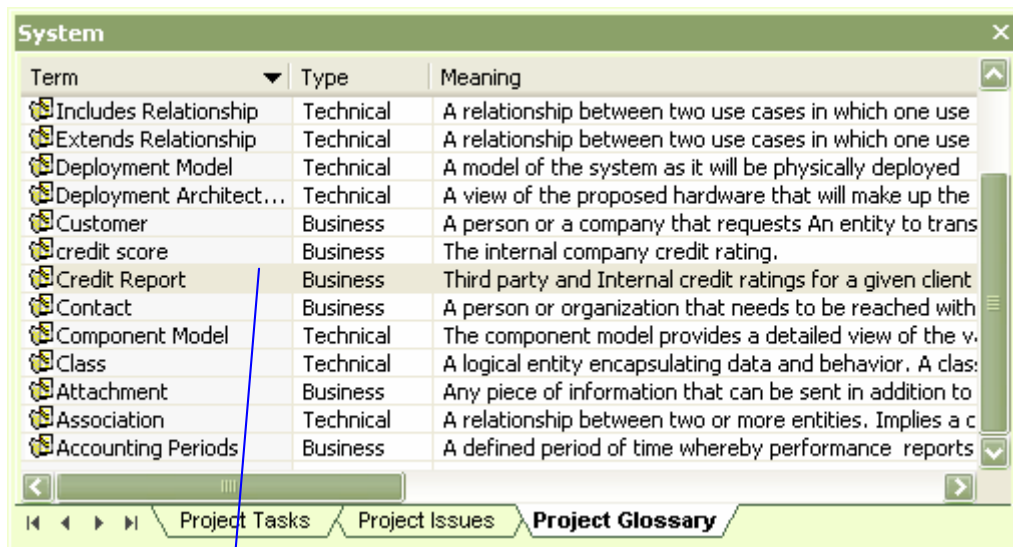 System
Term Type Meaning
Includes Relationship Technical A relationship between two use cases in which one use
Extends Relationship Technical A relationship between two use cases in which one use
Deployment Model Technical A model of the system as it will be physically deployed
Deployment Architect... Technical A view of the proposed hardware that will make up the
Customer Business A person or a company that requests An entity to trans
credit score Business The internal company credit rating.
Credit Report Business Third party and Internal credit ratings for a given client
Contact Business A person or organization that needs to be reached with
Component Model Technical The component model provides a detailed view of the v
Class Technical A logical entity encapsulating data and behavior. A clas
Attachment Business Any piece of information that can be sent in addition to
Association Technical A relationship between two or more entities. Implies a c
Accounting Periods Business A defined period of time whereby performance reports
Project Tasks Project Issues Project Glossary